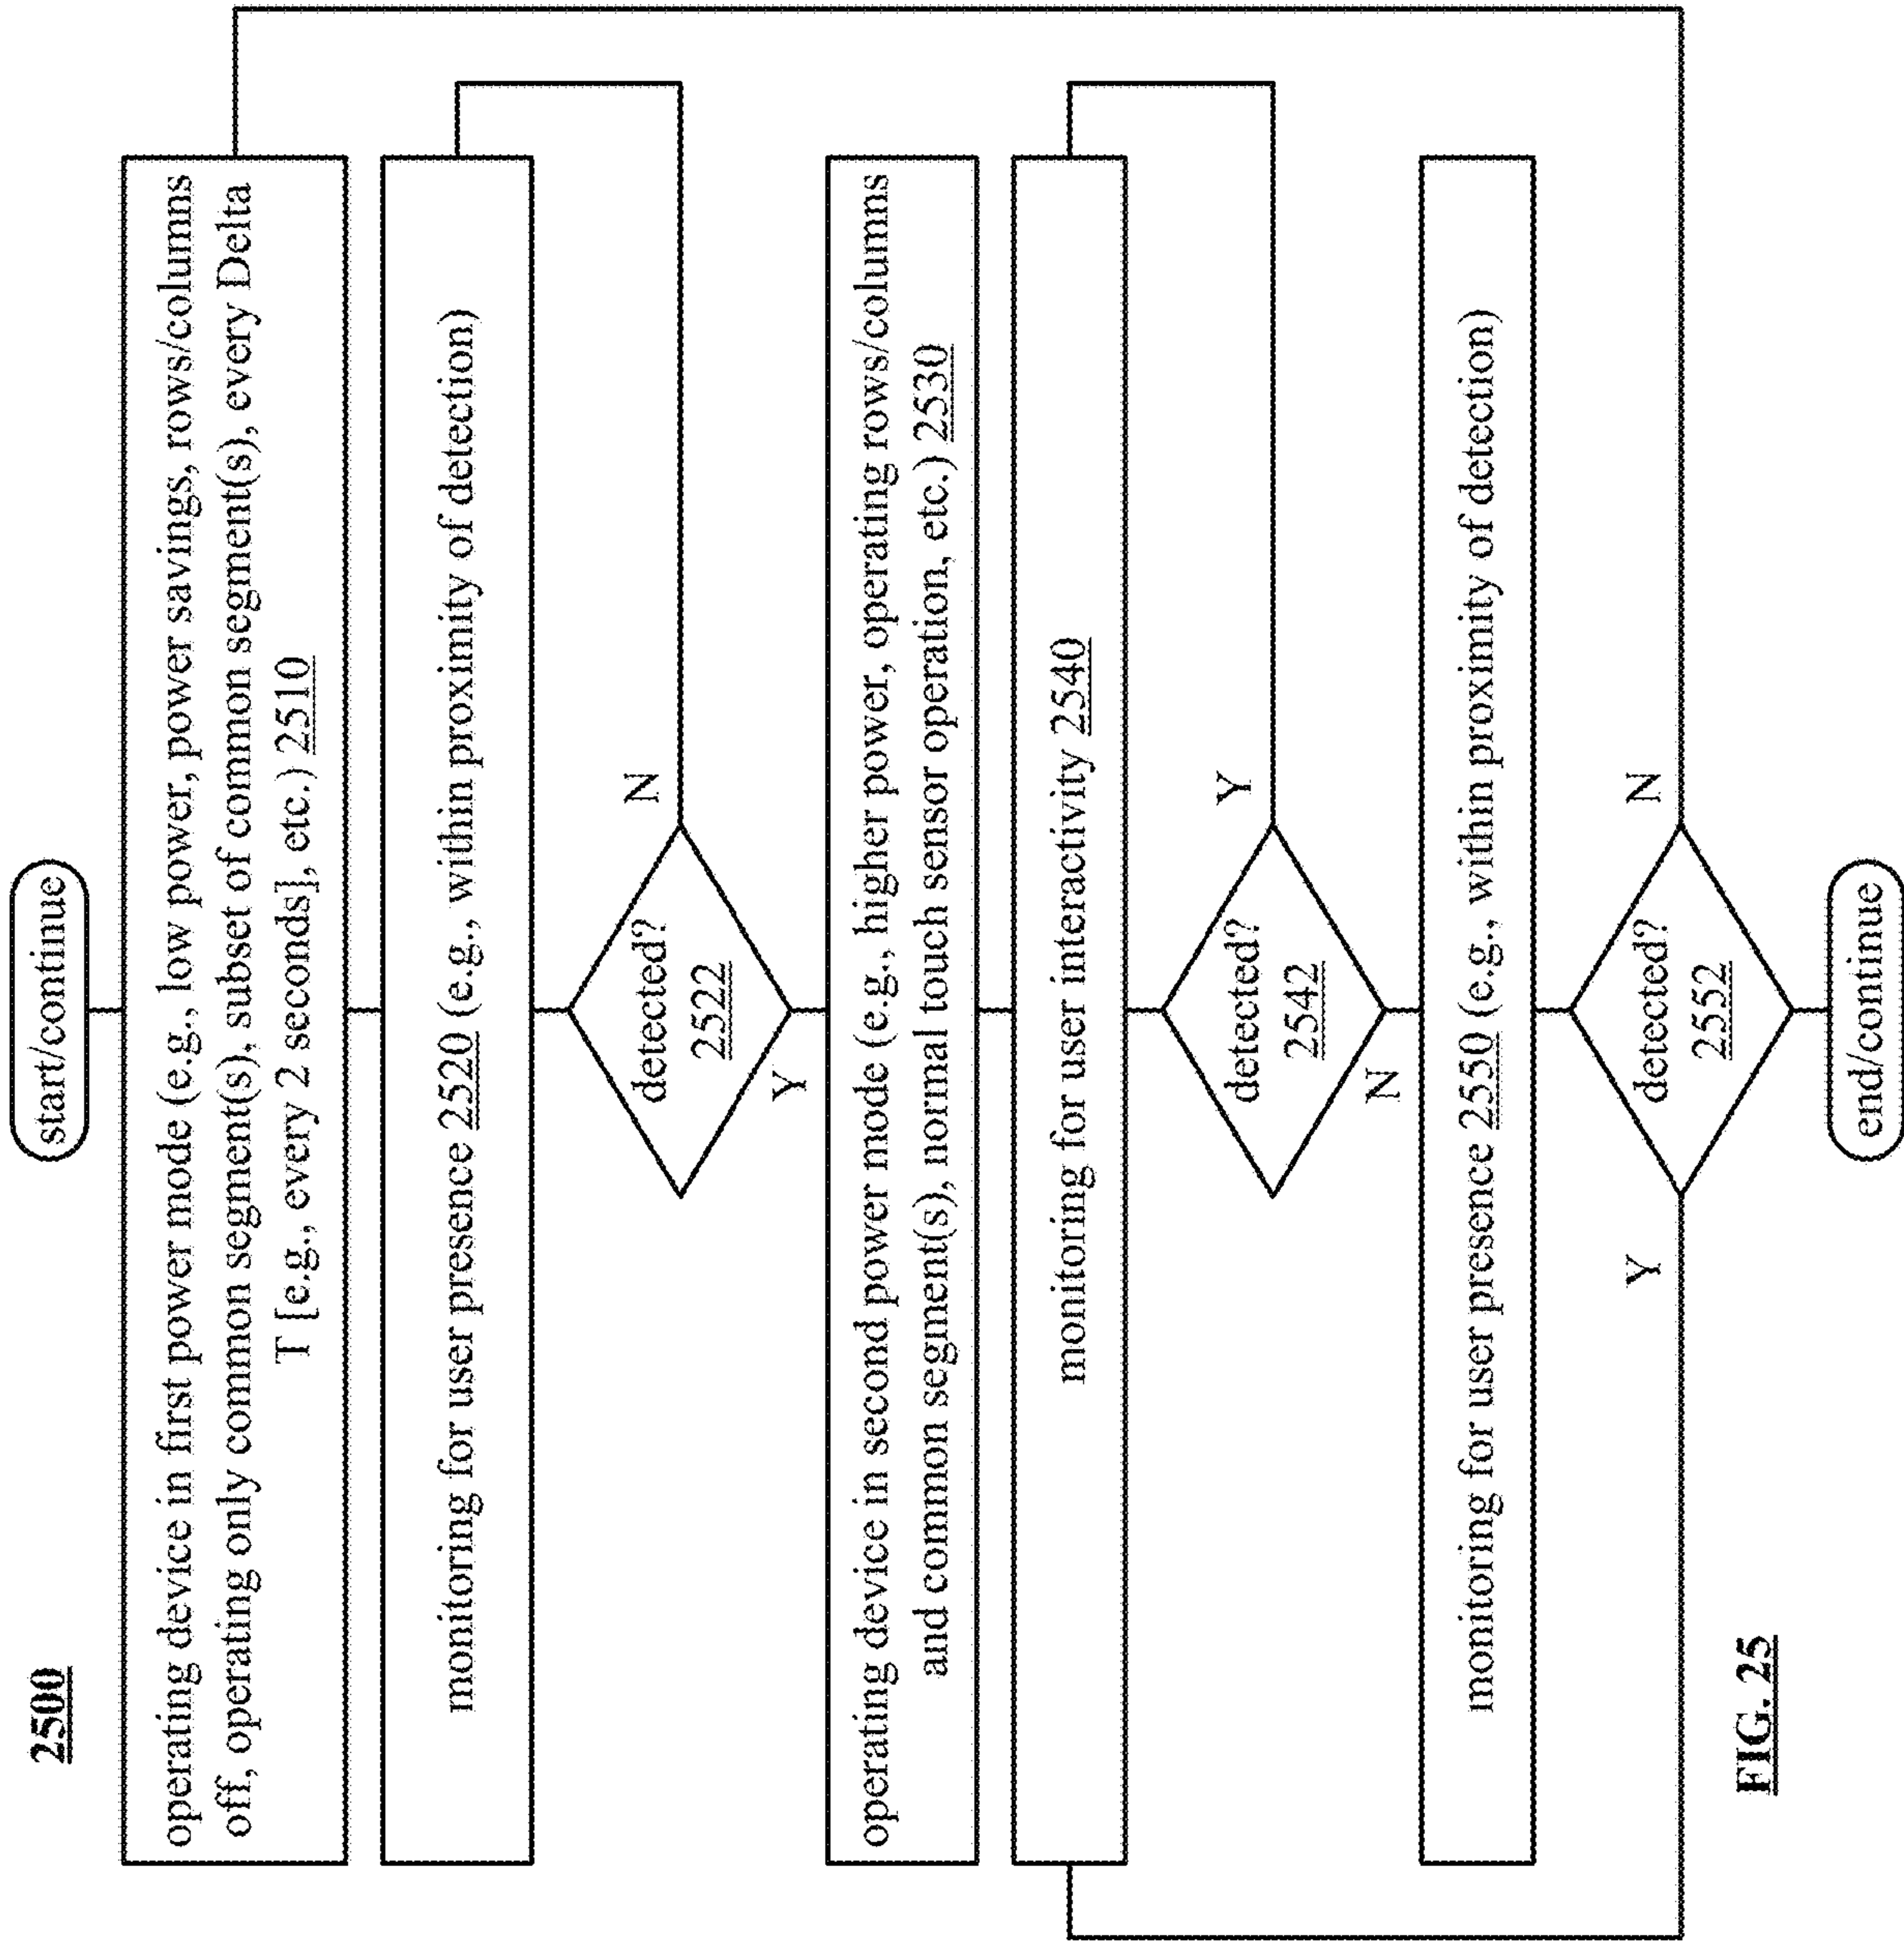 2500
start/continue
operating device in first power mode (e.g., low power, power savings, rows/columns
off, operating only common segment(s), subset of common segment(s), every Delta
T [e.g., every 2 seconds], etc.) 2510
monitoring for user presence 2520 (e.g., within proximity of detection)
detected?
2522
N
Y
operating device in second power mode (e.g., higher power, operating rows/columns
and common segment(s), normal touch sensor operation, etc.) 2530
monitoring for user interactivity 2540
detected?
2542
Y
N
monitoring for user presence 2550 (e.g., within proximity of detection)
Y
detected?
2552
N
end/continue
FIG. 25